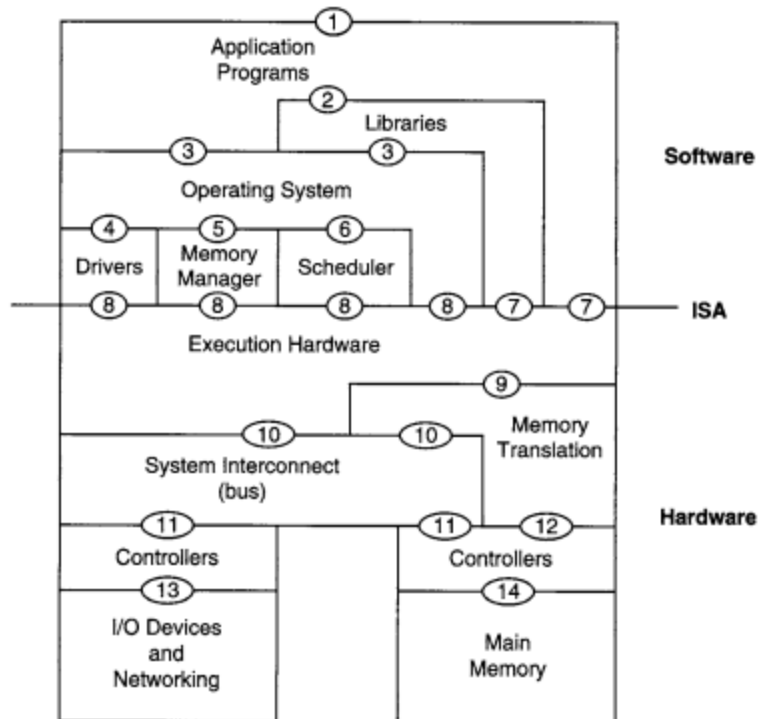 1
Application
Programs
2
Libraries
3
3
Software
Operating System
4
5
6
Drivers
Memory
Manager
Scheduler
8
8
8
8
7
7
ISA
Execution Hardware
9
Memory
Translation
10
10
System Interconnect
(bus)
11
11
12
Hardware
Controllers
Controllers
13
14
I/O Devices
and
Networking
Main
Memory